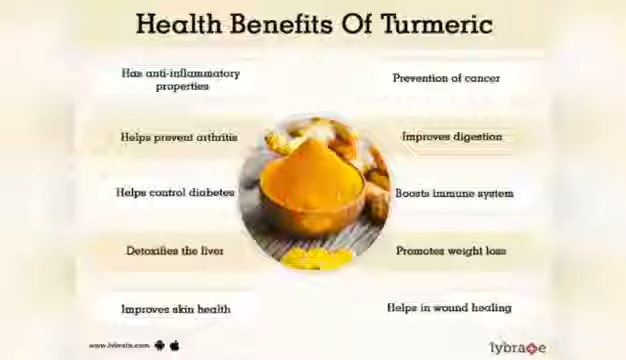 Health Benefits Of Turmeric
Has anti-inflammatory
properties
Helps prevent arthritis
Helps control diabetes
Detoxifies the liver
Improves skin health
Prevention of cancer
Improves digestion
Boosts immune system
Promotes weight loss
Helps in wound healing
www.lybrate.com
lybrate